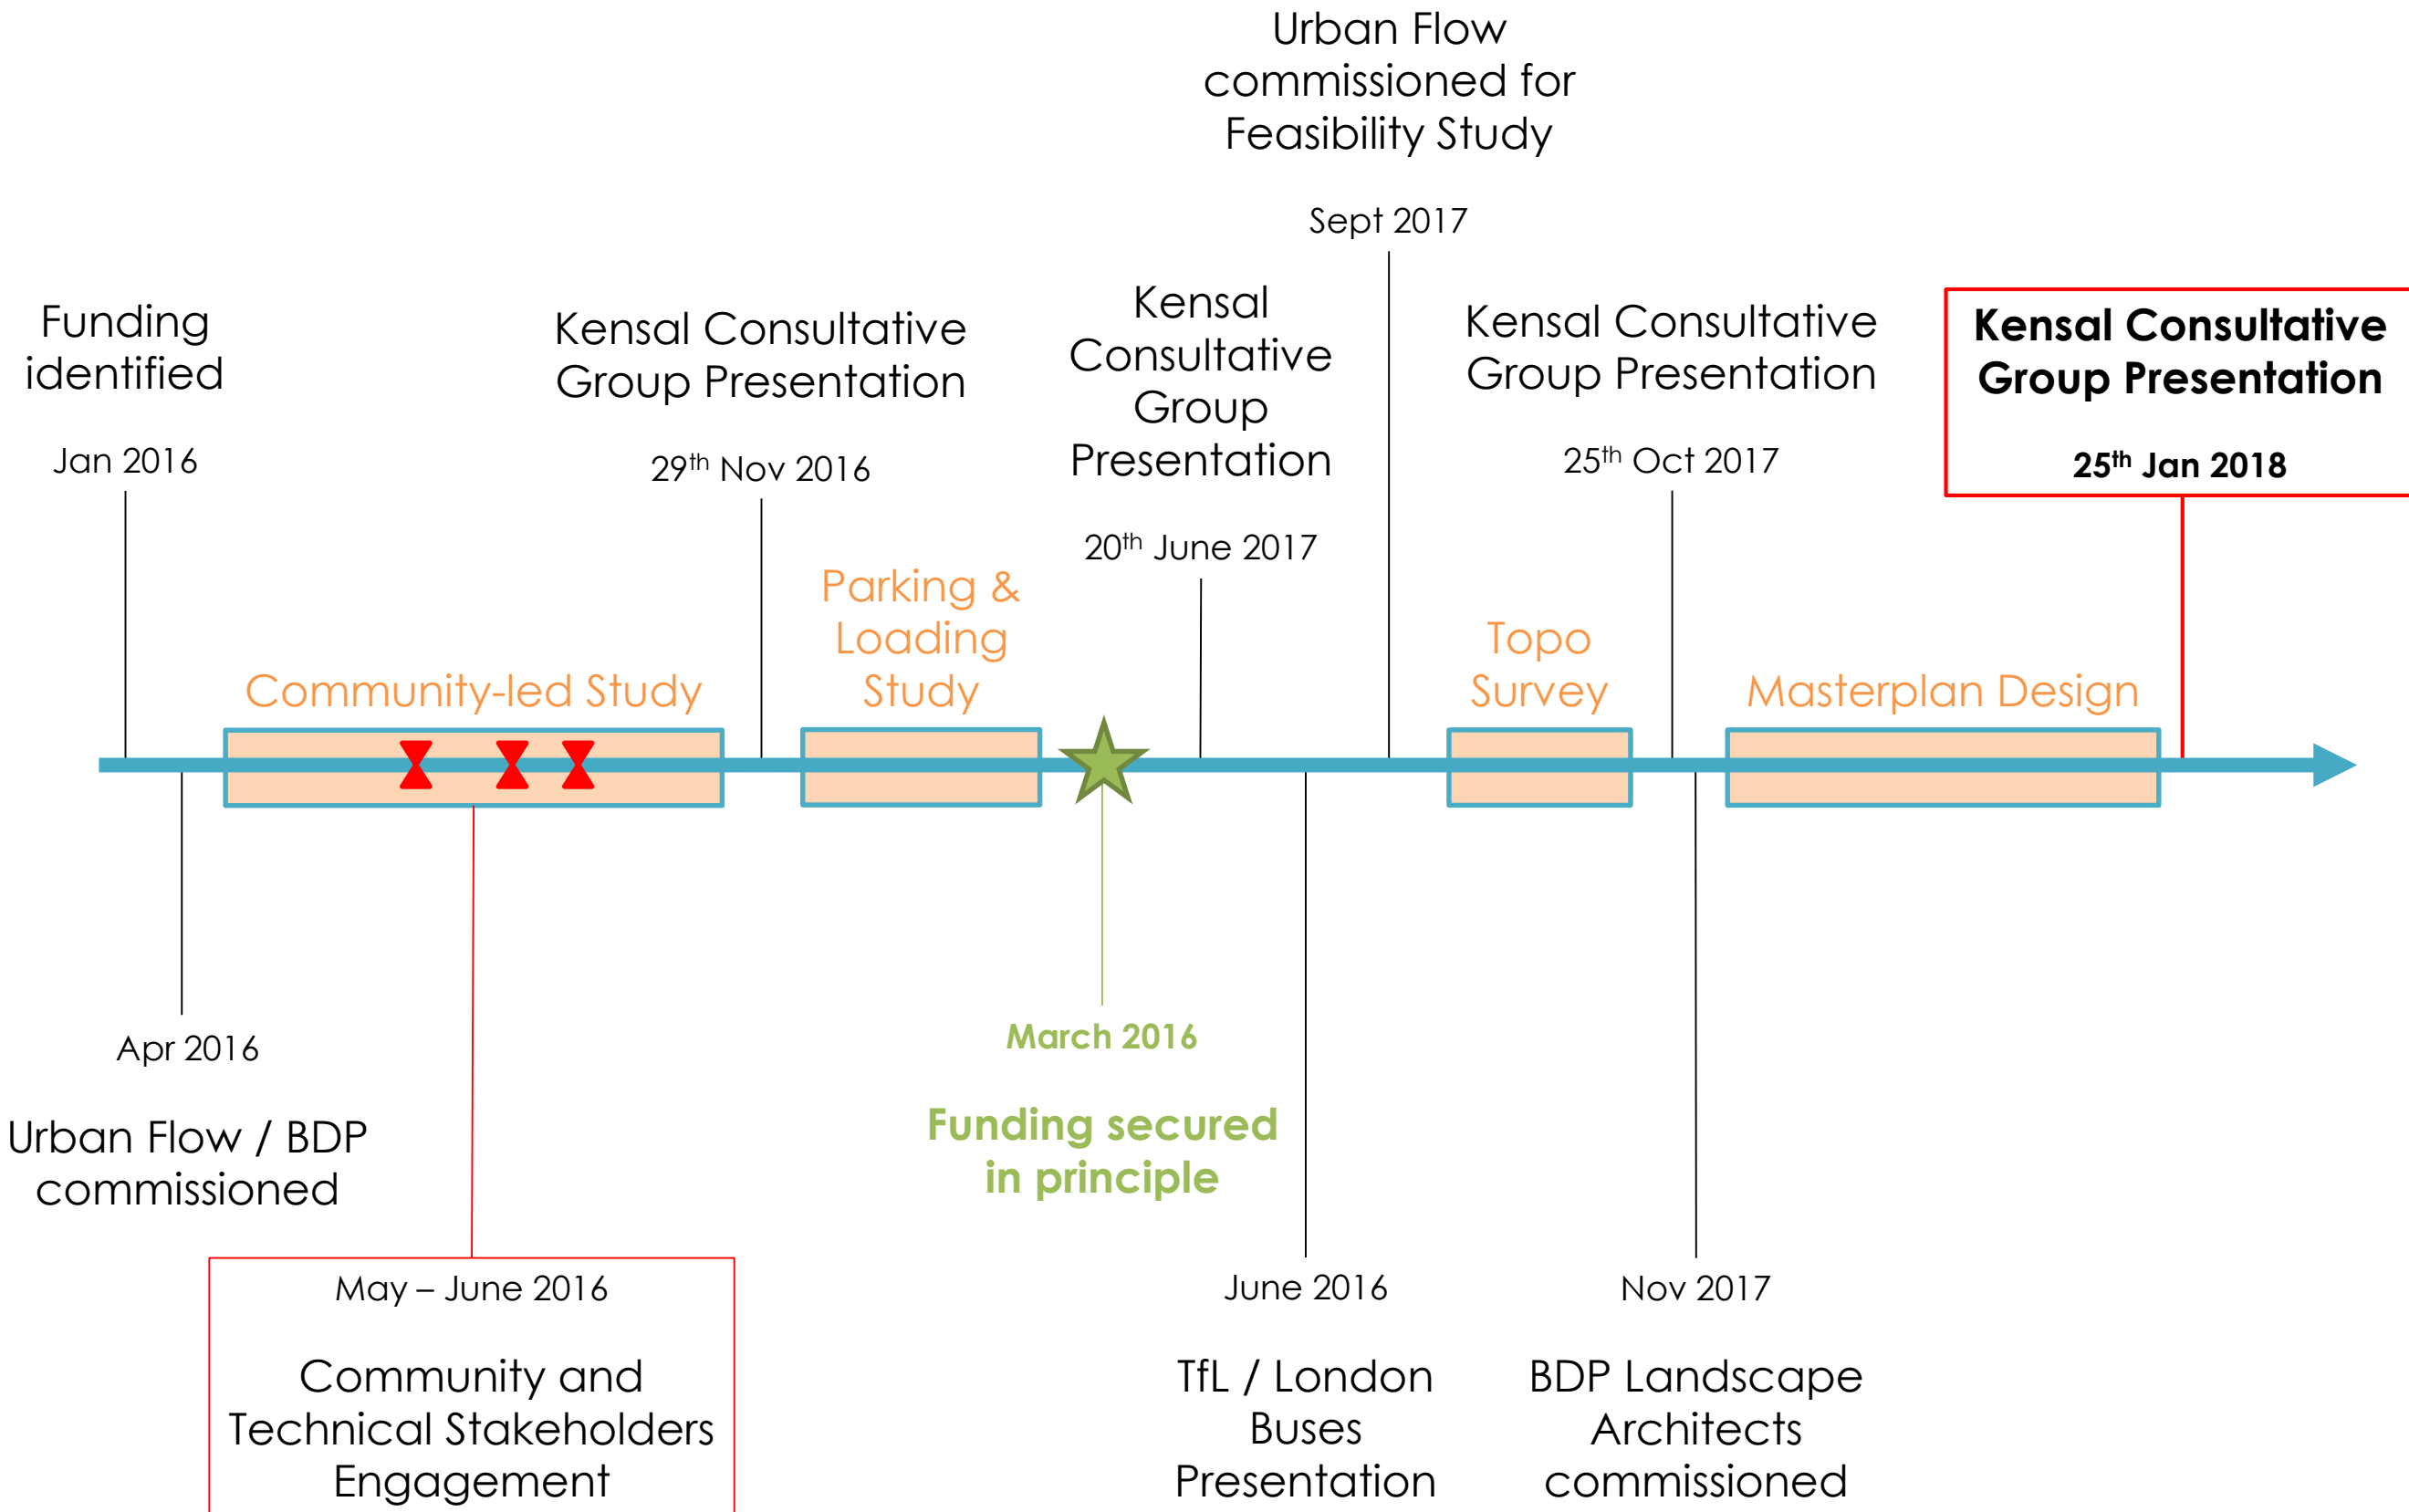 Urban Flow
commissioned for
Feasibility Study
Sept 2017
Funding
identified
Jan 2016
Kensal Consultative
Group Presentation
29th Nov 2016
Kensal
Consultative
Group
Presentation
20th June 2017
Kensal Consultative
Group Presentation
25th Oct 2017
Kensal Consultative
Group Presentation
25th Jan 2018
Community-led Study
Parking &
Loading
Study
Topo
Survey
Masterplan Design
Apr 2016
Urban Flow / BDP
commissioned
March 2016
Funding secured
in principle
May – June 2016
Community and
Technical Stakeholders
Engagement
June 2016
TfL / London
Buses
Presentation
Nov 2017
BDP Landscape
Architects
commissioned